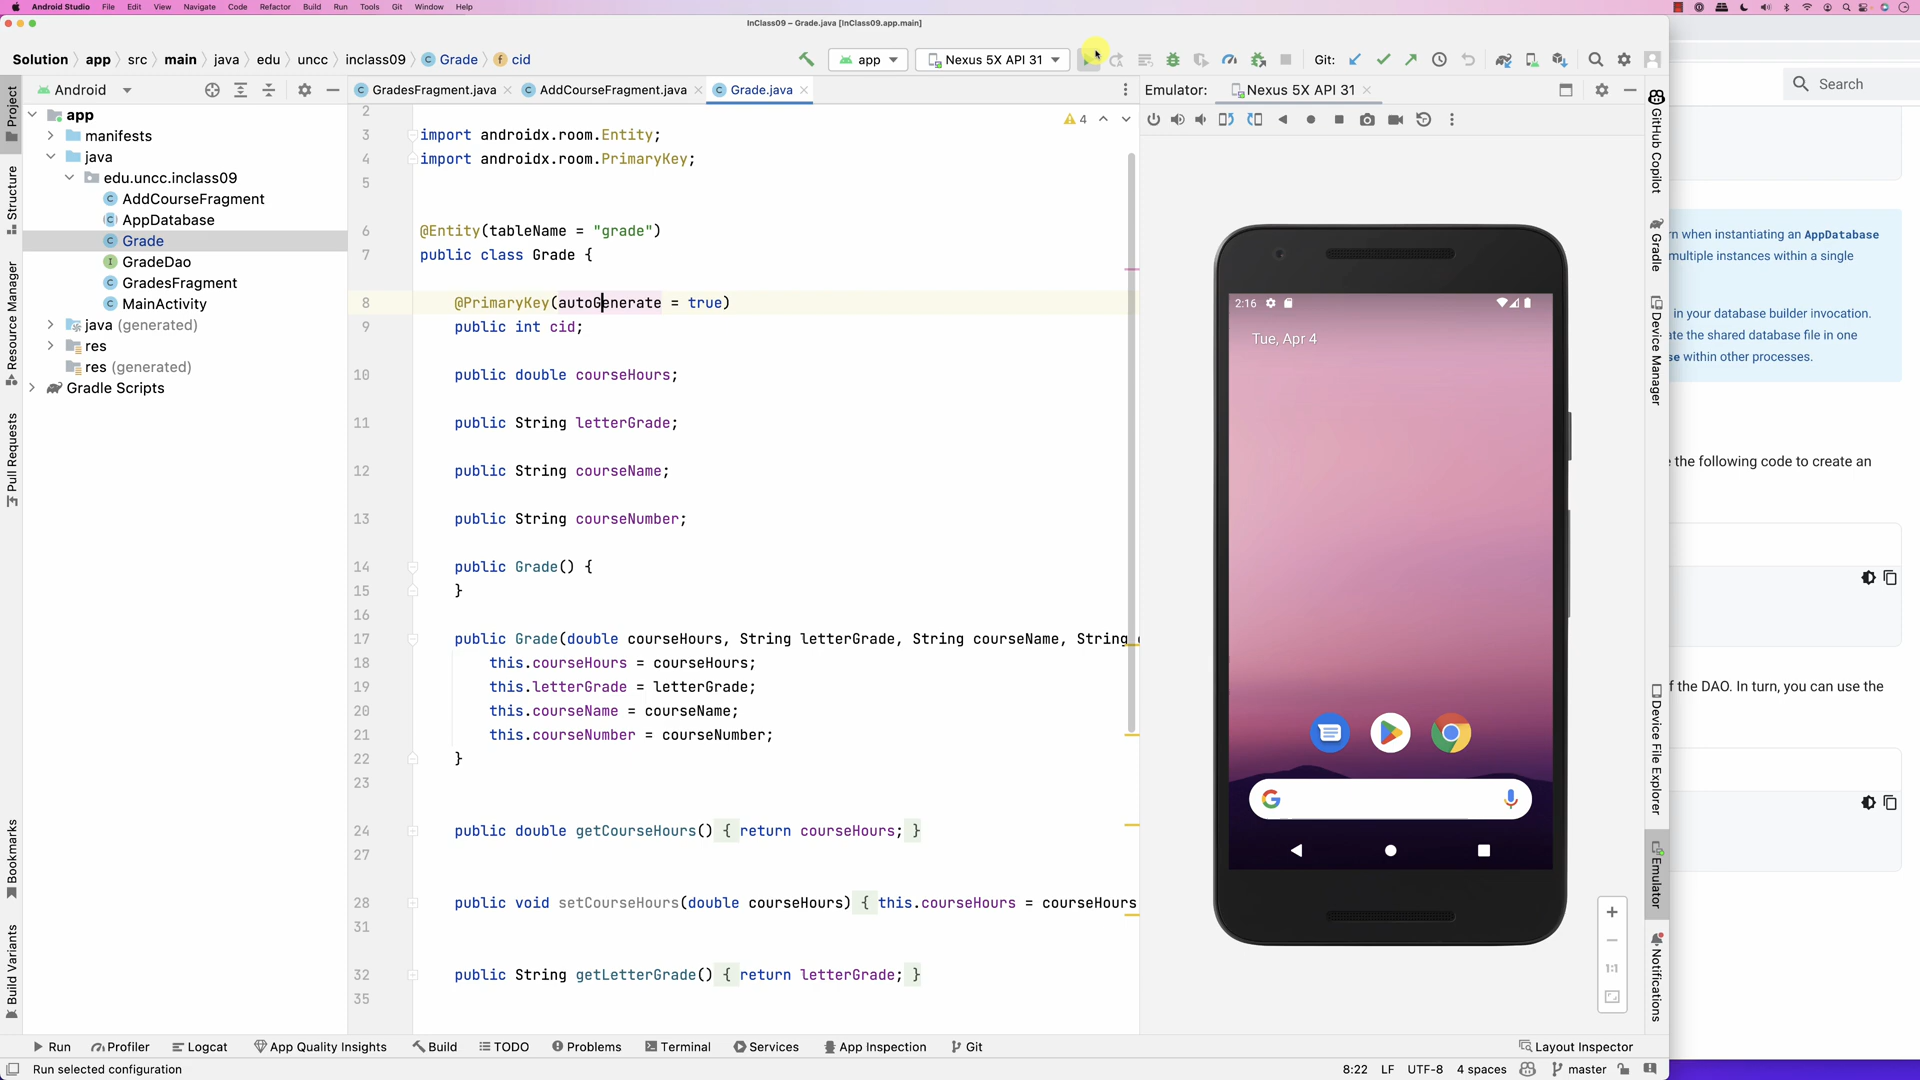 Android Studio File Edit View Navigate Code Refactor Build Run Tools Git Window Help
InClass09 – Grade.java [InClass09.app.main]
Solution app src main java edu uncc inclass09 Grade cid
app Nexus 5X API 31 Git:
Android
GradesFragment.java AddCourseFragment.java Grade.java
Emulator: Nexus 5X API 31
Search
Project
Structure
Resource Manager
Pull Requests
Bookmarks
Build Variants
app
manifests
java
edu.uncc.inclass09
AddCourseFragment
AppDatabase
Grade
GradeDao
GradesFragment
MainActivity
java (generated)
res
res (generated)
Gradle Scripts
4
2
3 import androidx.room.Entity;
4 import androidx.room.PrimaryKey;
5
6 @Entity(tableName = "grade")
7 public class Grade {
8 @PrimaryKey(autoGenerate = true)
9 public int cid;
10 public double courseHours;
11 public String letterGrade;
12 public String courseName;
13 public String courseNumber;
14 public Grade() {
15 }
16
17 public Grade(double courseHours, String letterGrade, String courseName, String
18 this.courseHours = courseHours;
19 this.letterGrade = letterGrade;
20 this.courseName = courseName;
21 this.courseNumber = courseNumber;
22 }
23
24 public double getCourseHours() { return courseHours; }
27
28 public void setCourseHours(double courseHours) { this.courseHours = courseHours
31
32 public String getLetterGrade() { return letterGrade; }
35
2:16
Tue, Apr 4
1:1
GitHub Copilot
Gradle
Device Manager
Device File Explorer
Emulator
Notifications
rn when instantiating an AppDatabase
multiple instances within a single
in your database builder invocation.
ate the shared database file in one
se within other processes.
e the following code to create an
f the DAO. In turn, you can use the
Run Profiler Logcat App Quality Insights Build TODO Problems Terminal Services App Inspection Git Layout Inspector
Run selected configuration 8:22 LF UTF-8 4 spaces master